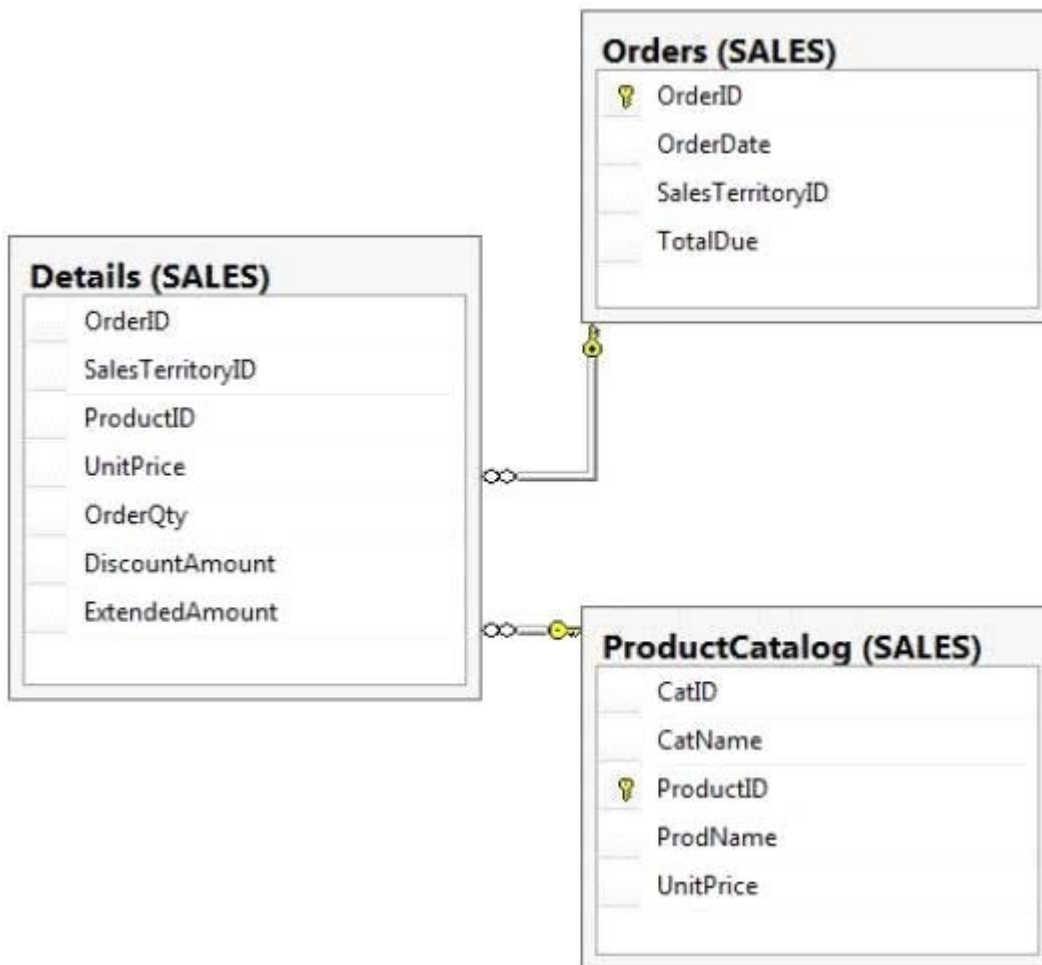 Orders (SALES)
OrderID
OrderDate
SalesTerritoryID
TotalDue
Details (SALES)
OrderID
SalesTerritoryID
ProductID
UnitPrice
OrderQty
DiscountAmount
ExtendedAmount
ProductCatalog (SALES)
CatID
CatName
ProductID
ProdName
UnitPrice